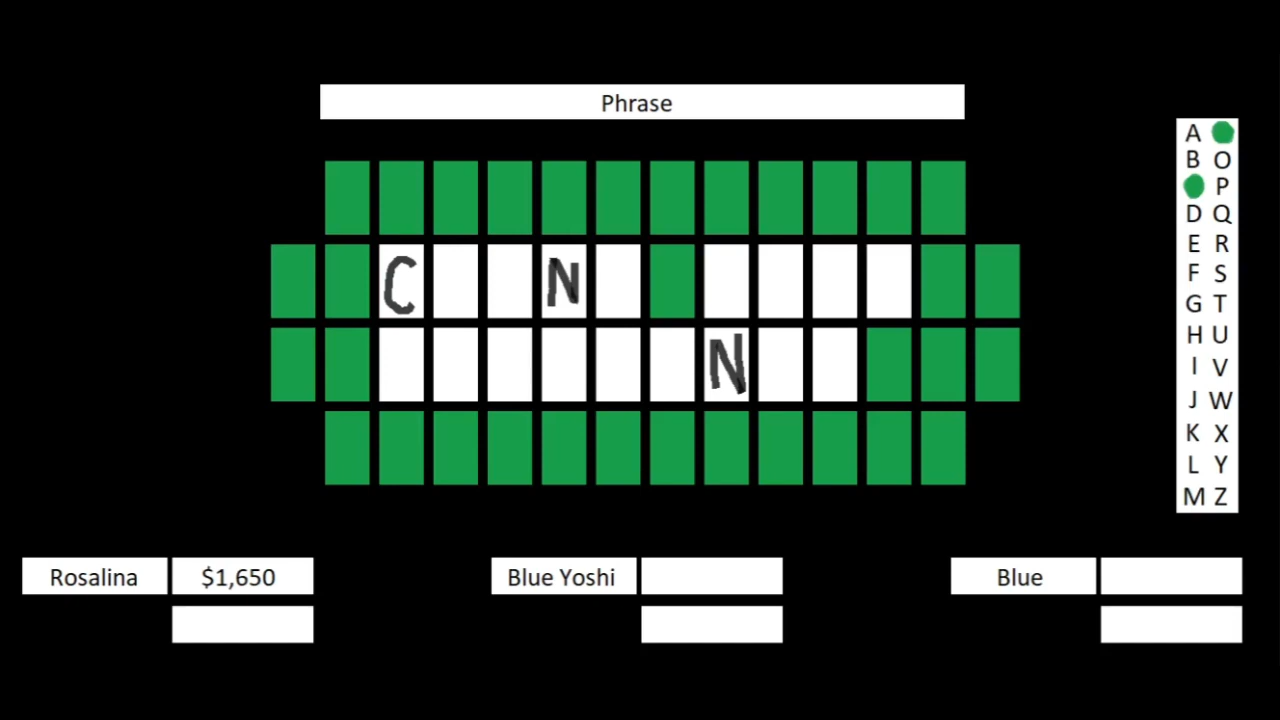 Phrase
C N
N
A
B O
P
D Q
E R
F S
G T
H U
I V
J W
K X
L Y
M Z
Rosalina $1,650 Blue Yoshi Blue